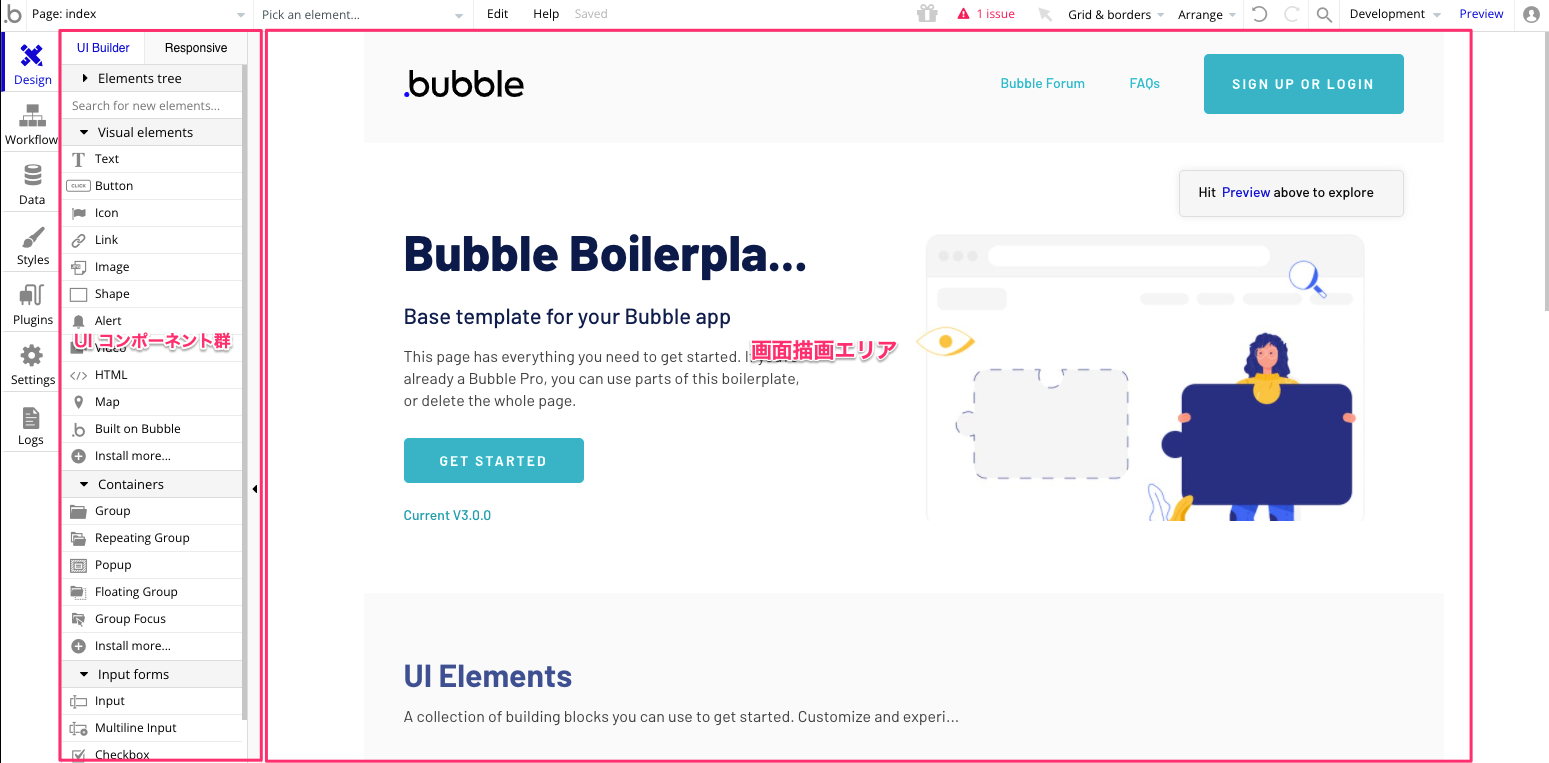 .b
Page: index
Pick an element...
Edit
Help
Saved
1 issue
Grid & borders
Arrange
Development
Preview
Design
Workflow
Data
Styles
Plugins
Settings
Logs
UI Builder
Responsive
Elements tree
Search for new elements...
Visual elements
Text
CLICK Button
Icon
Link
Image
Shape
Alert
UI コンポーネント群
Video
</> HTML
Map
Built on Bubble
Install more...
Containers
Group
Repeating Group
Popup
Floating Group
Group Focus
Install more...
Input forms
Input
Multiline Input
Checkbox
.bubble
Bubble Forum
FAQs
SIGN UP OR LOGIN
Hit Preview above to explore
Bubble Boilerpla...
Base template for your Bubble app
画面描画エリア
This page has everything you need to get started.
already a Bubble Pro, you can use parts of this boilerplate,
or delete the whole page.
GET STARTED
Current V3.0.0
UI Elements
A collection of building blocks you can use to get started. Customize and experi...